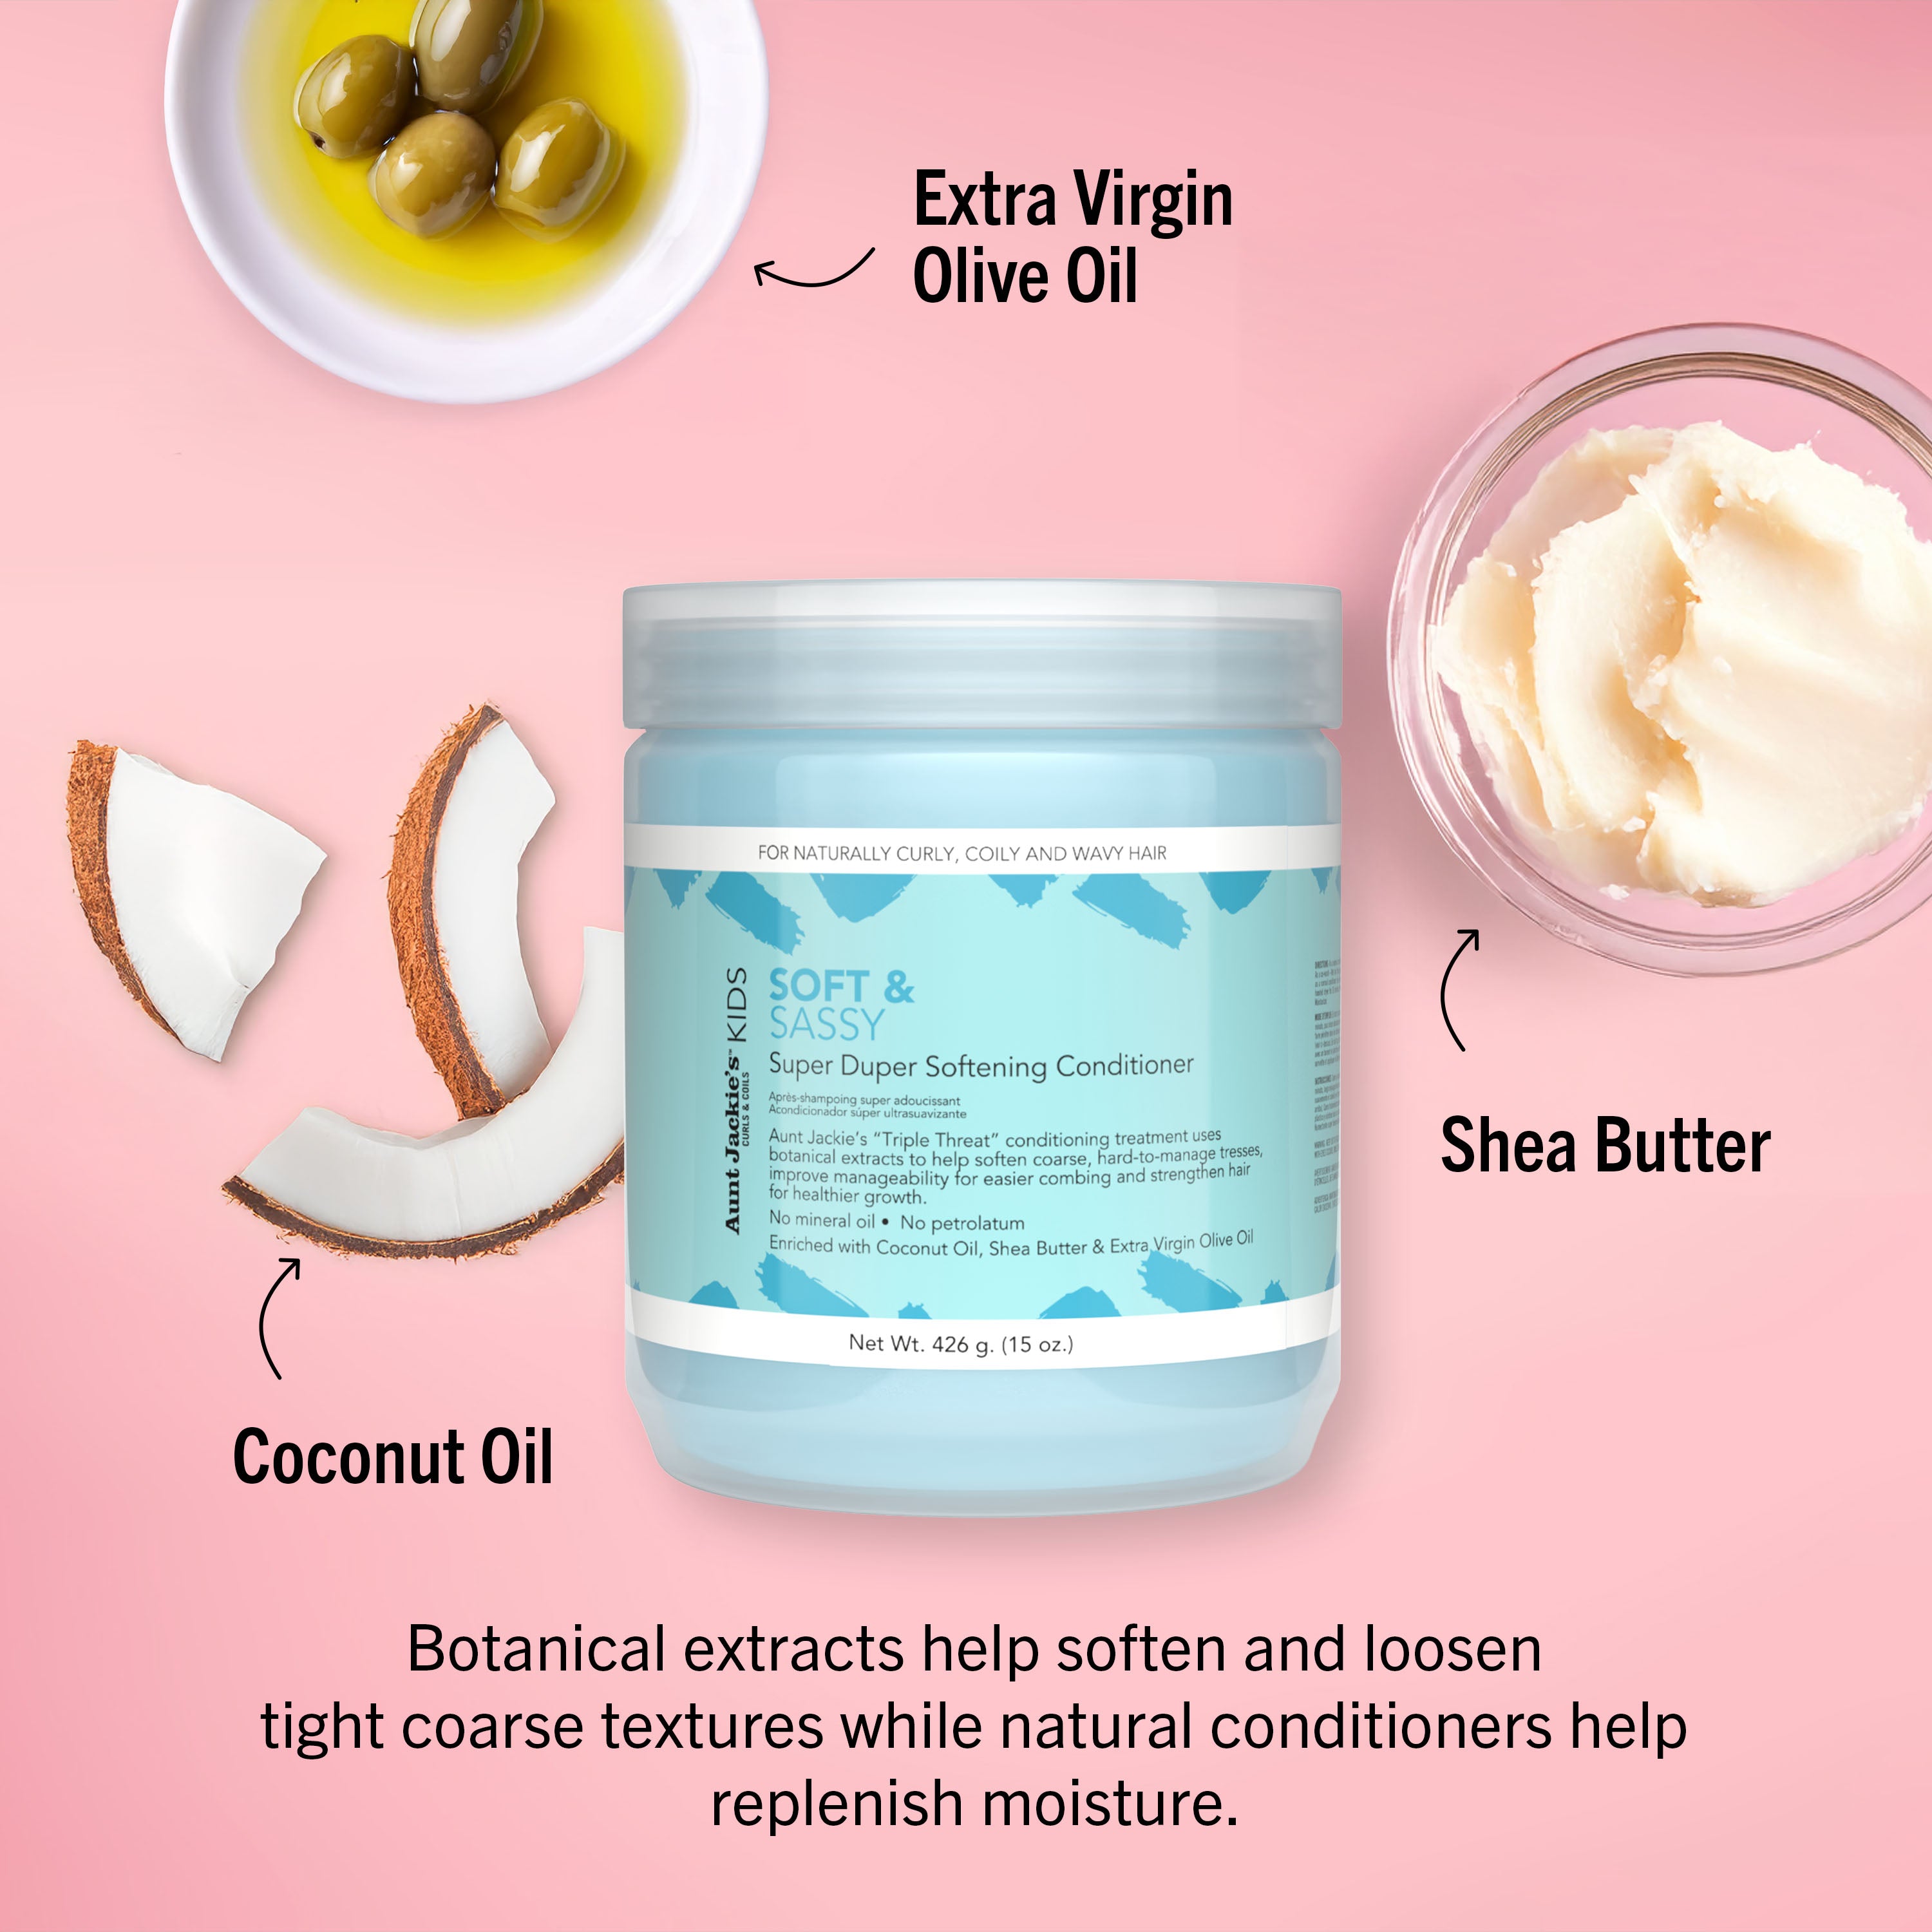 Extra Virgin
Olive Oil
FOR NATURALLY CURLY, COILY AND WAVY HAIR
Aunt Jackie's™ KIDS
CURLS & COILS
SOFT &
SASSY
Super Duper Softening Conditioner
Après-shampoing super adoucissant
Acondicionador súper ultrasuavizante
Aunt Jackie's “Triple Threat” conditioning treatment uses
botanical extracts to help soften coarse, hard-to-manage tresses,
improve manageability for easier combing and strengthen hair
for healthier growth.
No mineral oil • No petrolatum
Enriched with Coconut Oil, Shea Butter & Extra Virgin Olive Oil
Net Wt. 426 g. (15 oz.)
Shea Butter
Coconut Oil
Botanical extracts help soften and loosen
tight coarse textures while natural conditioners help
replenish moisture.